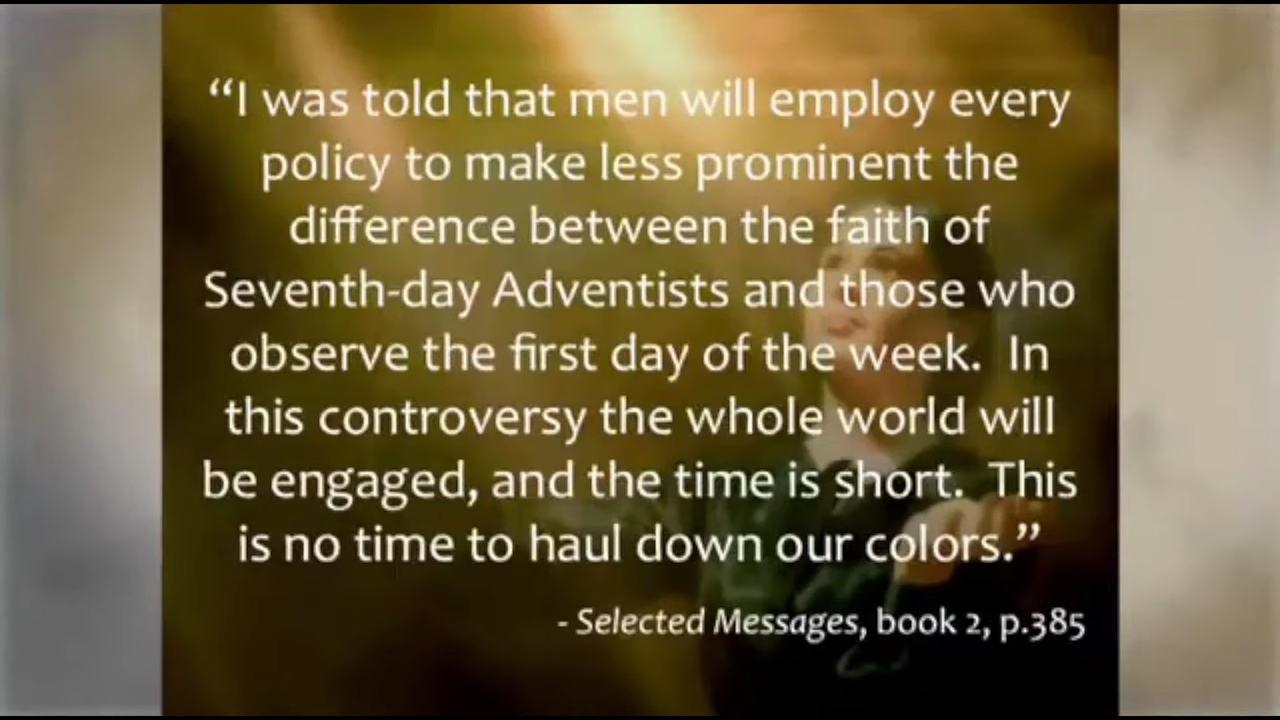 “I was told that men will employ every
policy to make less prominent the
difference between the faith of
Seventh-day Adventists and those who
observe the first day of the week.  In
this controversy the whole world will
be engaged, and the time is short.  This
is no time to haul down our colors.”
- Selected Messages, book 2, p.385